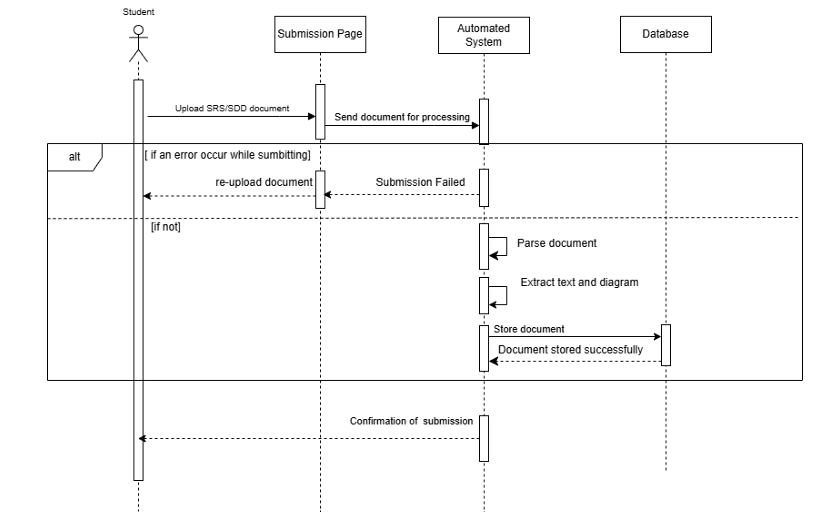 Student
Submission Page
Automated
System
Database
Upload SRS/SDD document
Send document for processing
alt
[ if an error occur while sumbitting]
re-upload document
Submission Failed
[if not]
Parse document
Extract text and diagram
Store document
Document stored successfully
Confirmation of submission